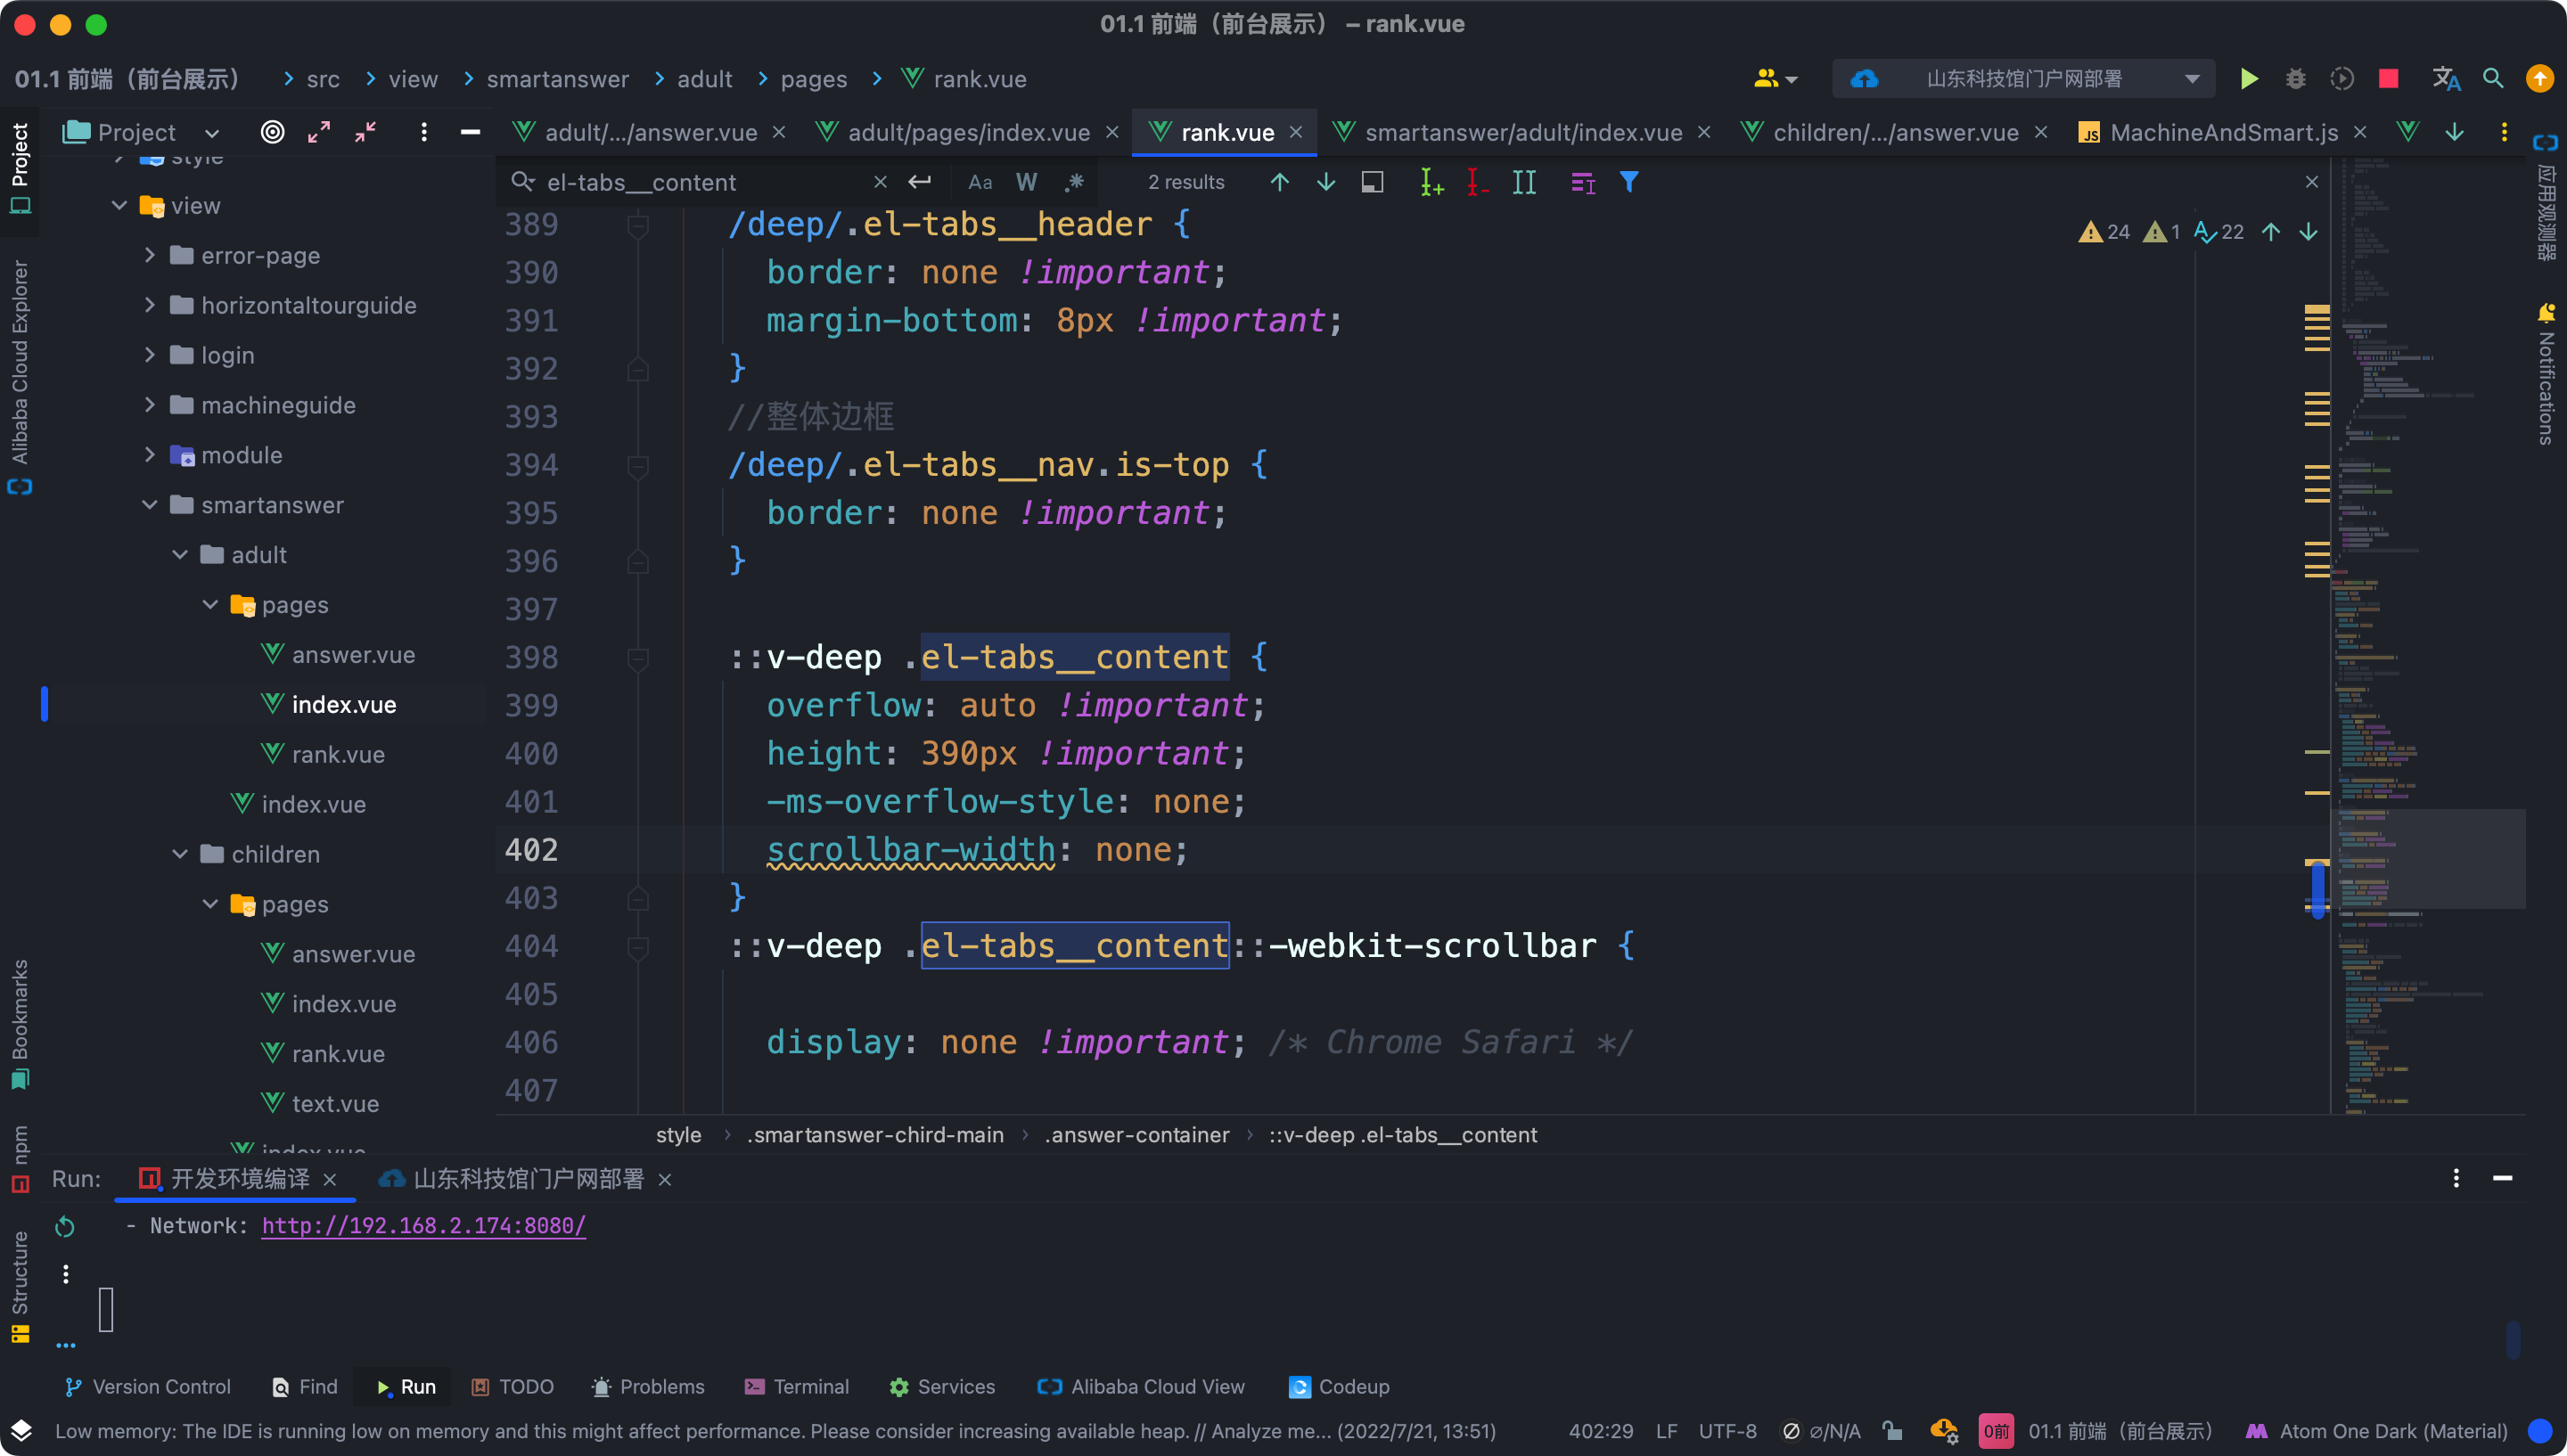 01.1 前端（前台展示） – rank.vue
01.1 前端（前台展示） src view smartanswer adult pages rank.vue 山东科技馆门户网部署
Project
adult/.../answer.vue adult/pages/index.vue rank.vue smartanswer/adult/index.vue children/.../answer.vue MachineAndSmart.js
el-tabs__content Aa W .* 2 results
24 1 22
Project
Alibaba Cloud Explorer
Bookmarks
npm
Structure
style
view
error-page
horizontaltourguide
login
machineguide
module
smartanswer
adult
pages
answer.vue
index.vue
rank.vue
index.vue
children
pages
answer.vue
index.vue
rank.vue
text.vue
index.vue
389 /deep/.el-tabs__header {
390 border: none !important;
391 margin-bottom: 8px !important;
392 }
393 //整体边框
394 /deep/.el-tabs__nav.is-top {
395 border: none !important;
396 }
397
398 ::v-deep .el-tabs__content {
399 overflow: auto !important;
400 height: 390px !important;
401 -ms-overflow-style: none;
402 scrollbar-width: none;
403 }
404 ::v-deep .el-tabs__content::-webkit-scrollbar {
405
406 display: none !important; /* Chrome Safari */
407
style .smartanswer-chird-main .answer-container ::v-deep .el-tabs__content
应用观测器
Notifications
Run: 开发环境编译 山东科技馆门户网部署
- Network: http://192.168.2.174:8080/
Version Control Find Run TODO Problems Terminal Services Alibaba Cloud View Codeup
Low memory: The IDE is running low on memory and this might affect performance. Please consider increasing available heap. // Analyze me... (2022/7/21, 13:51) 402:29 LF UTF-8 ∅/N/A 0前 01.1 前端（前台展示） Atom One Dark (Material)